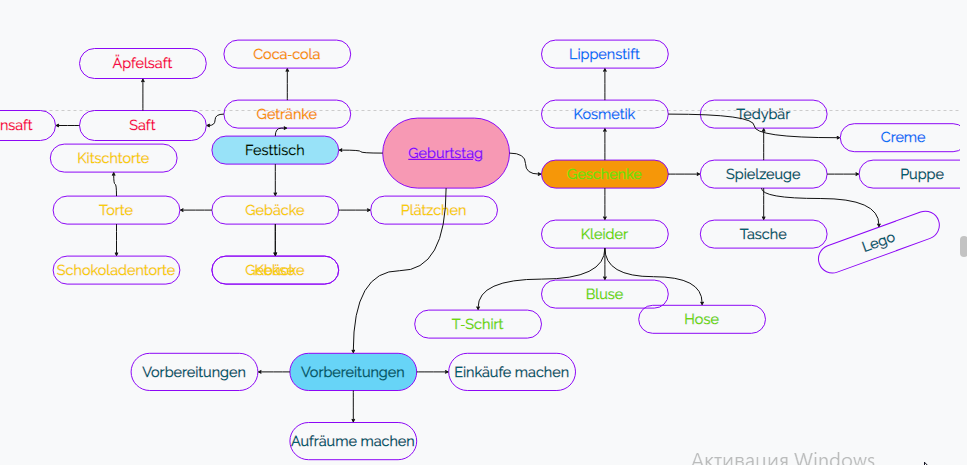 Coca-cola
Lippenstift
Äpfelsaft
Getränke
Kosmetik
Tedybär
nsaft
Saft
Creme
Festtisch
Geburtstag
Kitschtorte
Geschenke
Spielzeuge
Puppe
Torte
Gebäcke
Plätzchen
Kleider
Tasche
Lego
Schokoladentorte
Bluse
T-Schirt
Hose
Vorbereitungen
Vorbereitungen
Einkäufe machen
Aufräume machen
Активация Windows